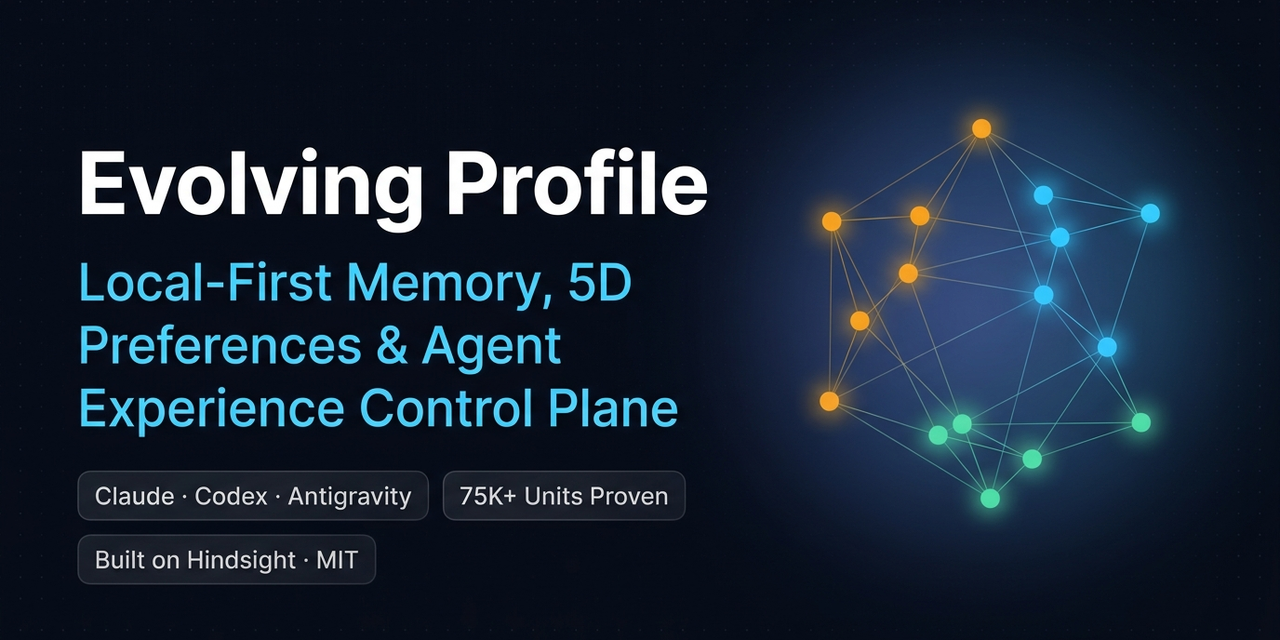 Evolving Profile
Local-First Memory, 5D
Preferences & Agent
Experience Control Plane
Claude · Codex · Antigravity
75K+ Units Proven
Built on Hindsight · MIT